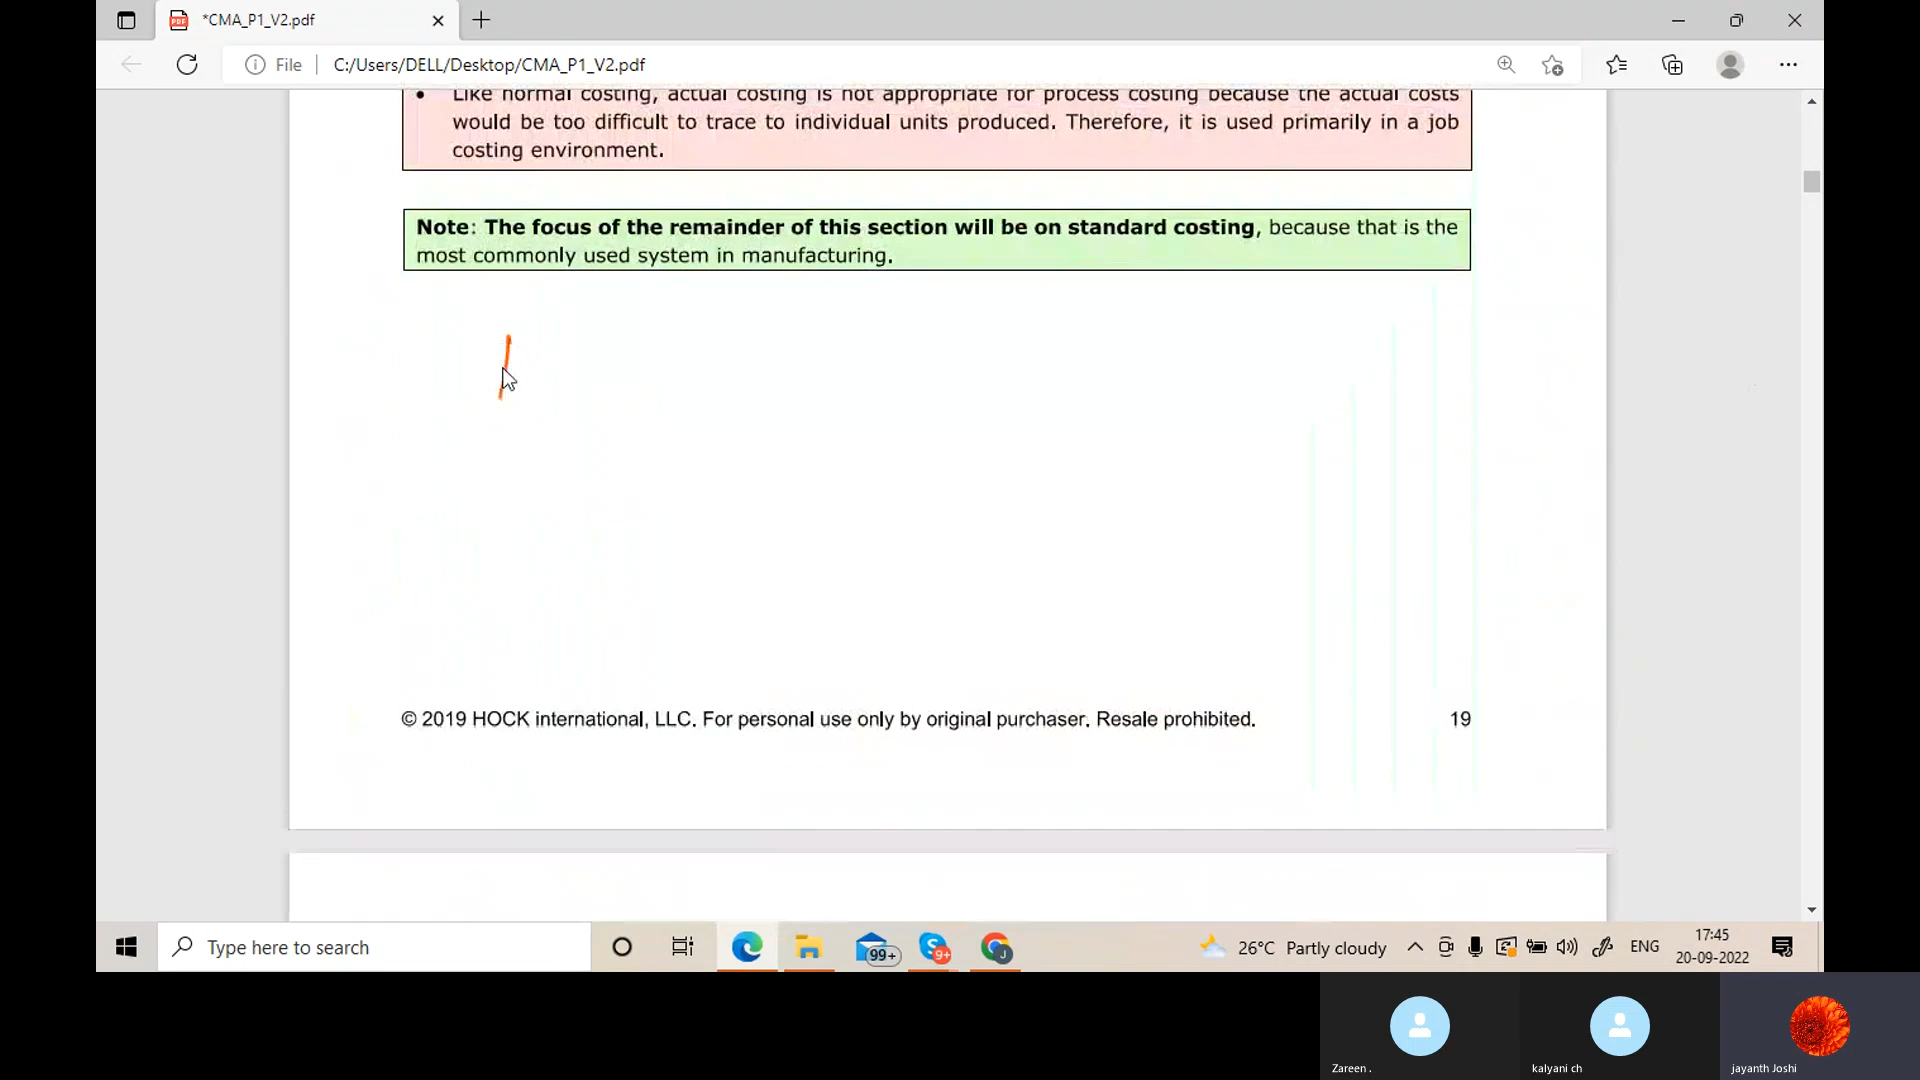 *CMA_P1_V2.pdf
File
C:/Users/DELL/Desktop/CMA_P1_V2.pdf
• Like normal costing, actual costing is not appropriate for process costing because the actual costs
would be too difficult to trace to individual units produced. Therefore, it is used primarily in a job
costing environment.
Note: The focus of the remainder of this section will be on standard costing, because that is the
most commonly used system in manufacturing.
© 2019 HOCK international, LLC. For personal use only by original purchaser. Resale prohibited. 19
Type here to search
99+
9+
J
26°C Partly cloudy
ENG
17:45
20-09-2022
Zareen .
kalyani ch
jayanth Joshi